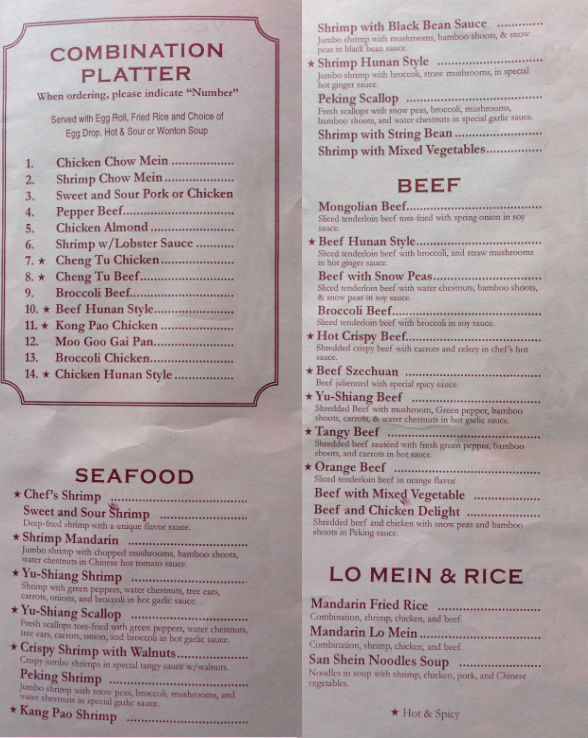 COMBINATION
PLATTER
When ordering, please indicate "Number"
Served with Egg Roll, Fried Rice and Choice of
Egg Drop, Hot & Sour or Wonton Soup
1. Chicken Chow Mein ..................
2. Shrimp Chow Mein ...................
3. Sweet and Sour Pork or Chicken
4. Pepper Beef..............................
5. Chicken Almond ......................
6. Shrimp w/Lobster Sauce ...........
7. ★ Cheng Tu Chicken ...................
8. ★ Cheng Tu Beef.........................
9. Broccoli Beef............................
10. ★ Beef Hunan Style.....................
11. ★ Kong Pao Chicken ...................
12. Moo Goo Gai Pan.....................
13. Broccoli Chicken......................
14. ★ Chicken Hunan Style ................
SEAFOOD
★ Chef's Shrimp ....................................
Sweet and Sour Shrimp .........................
Deep-fried shrimp with a unique flavor sauce.
★ Shrimp Mandarin ...............................
Jumbo shrimp with chopped mushrooms, bamboo shoots,
water chestnuts in Chinese hot tomato sauce.
★ Yu-Shiang Shrimp ..............................
Shrimp with green peppers, water chestnuts, tree ears,
carrots, onions, and broccoli in hot garlic sauce.
★ Yu-Shiang Scallop ..............................
Fresh scallops toss-fried with green peppers, water chestnuts,
tree ears, carrots, onion, and broccoli in hot garlic sauce.
★ Crispy Shrimp with Walnuts...................
Crispy jumbo shrimps in special tangy sauce w/walnuts.
Peking Shrimp ....................................
Jumbo shrimp with snow peas, broccoli, mushrooms, and
water chestnuts in special garlic sauce.
★ Kang Pao Shrimp ...............................
Shrimp with Black Bean Sauce .............
Jumbo shrimp with mushrooms, bamboo shoots, & snow
peas in black bean sauce.
★ Shrimp Hunan Style ...........................
Jumbo shrimp with broccoli, straw mushrooms, in special
hot ginger sauce.
Peking Scallop ...................................
Fresh scallops with snow peas, broccoli, mushrooms,
bamboo shoots, and water chestnuts in special garlic sauce.
Shrimp with String Bean .......................
Shrimp with Mixed Vegetables..............
BEEF
Mongolian Beef...................................
Sliced tenderloin beef toss-fried with spring onion in soy
sauce.
★ Beef Hunan Style................................
Sliced tenderloin beef with broccoli, and straw mushrooms
in hot ginger sauce.
Beef with Snow Peas............................
Sliced tenderloin beef with water chestnuts, bamboo shoots,
& snow peas in soy sauce.
Broccoli Beef......................................
Sliced tenderloin beef with broccoli in soy sauce.
★ Hot Crispy Beef..................................
Shredded crispy beef with carrots and celery in chef's hot
sauce.
★ Beef Szechuan ...................................
Beef julienned with special spicy sauce.
★ Yu-Shiang Beef ..................................
Shredded Beef with mushroom, Green pepper, bamboo
shoots, carrots, & water chestnuts in hot garlic sauce.
★ Tangy Beef .......................................
Shredded beef sautéed with fresh green pepper, bamboo
shoots, and carrots in hot sauce.
★ Orange Beef ......................................
Sliced tenderloin beef in orange flavor.
Beef with Mixed Vegetable ..................
Beef and Chicken Delight ....................
Shredded beef and chicken with snow peas and bamboo
shoots in Peking sauce.
LO MEIN & RICE
Mandarin Fried Rice ...........................
Combination, shrimp, chicken, and beef.
Mandarin Lo Mein ..............................
Combination, shrimp, chicken, and beef.
San Shein Noodles Soup ......................
Noodles in soup with shrimp, chicken, pork, and Chinese
vegetables.
★ Hot & Spicy